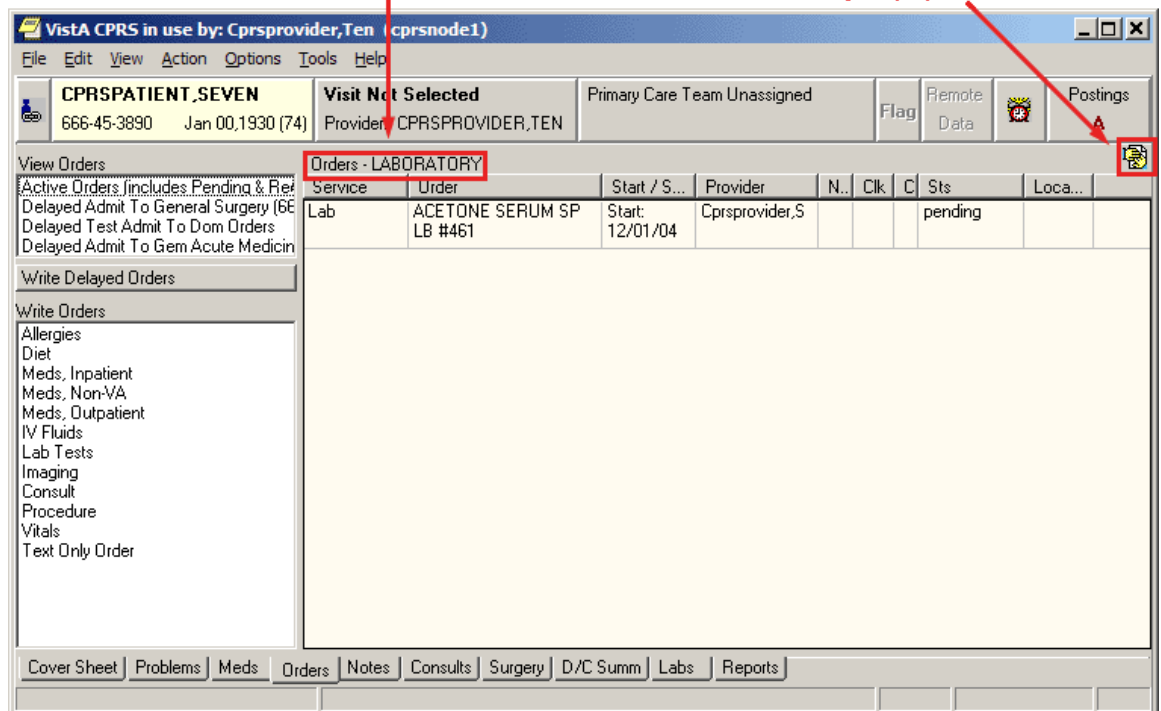 VistA CPRS in use by: Cprsprovider,Ten (cprsnode1)
File Edit View Action Options Tools Help
CPRSPATIENT,SEVEN
666-45-3890 Jan 00,1930 (74)
Visit Not Selected
Provider: CPRSPROVIDER,TEN
Primary Care Team Unassigned
Flag
Remote
Data
Postings
A
View Orders
Active Orders (includes Pending &
Delayed Admit To General Surgery (66
Delayed Test Admit To Dom Orders
Delayed Admit To Gem Acute Medicin
Write Delayed Orders
Write Orders
Allergies
Diet
Meds, Inpatient
Meds, Non-VA
Meds, Outpatient
IV Fluids
Lab Tests
Imaging
Consult
Procedure
Vitals
Text Only Order
Orders - LABORATORY
Service Order Start / S... Provider N.. Clk C Sts Loca...
Lab ACETONE SERUM SP Start: Cprsprovider,S pending
LB #461 12/01/04
Cover Sheet Problems Meds Orders Notes Consults Surgery D/C Summ Labs Reports